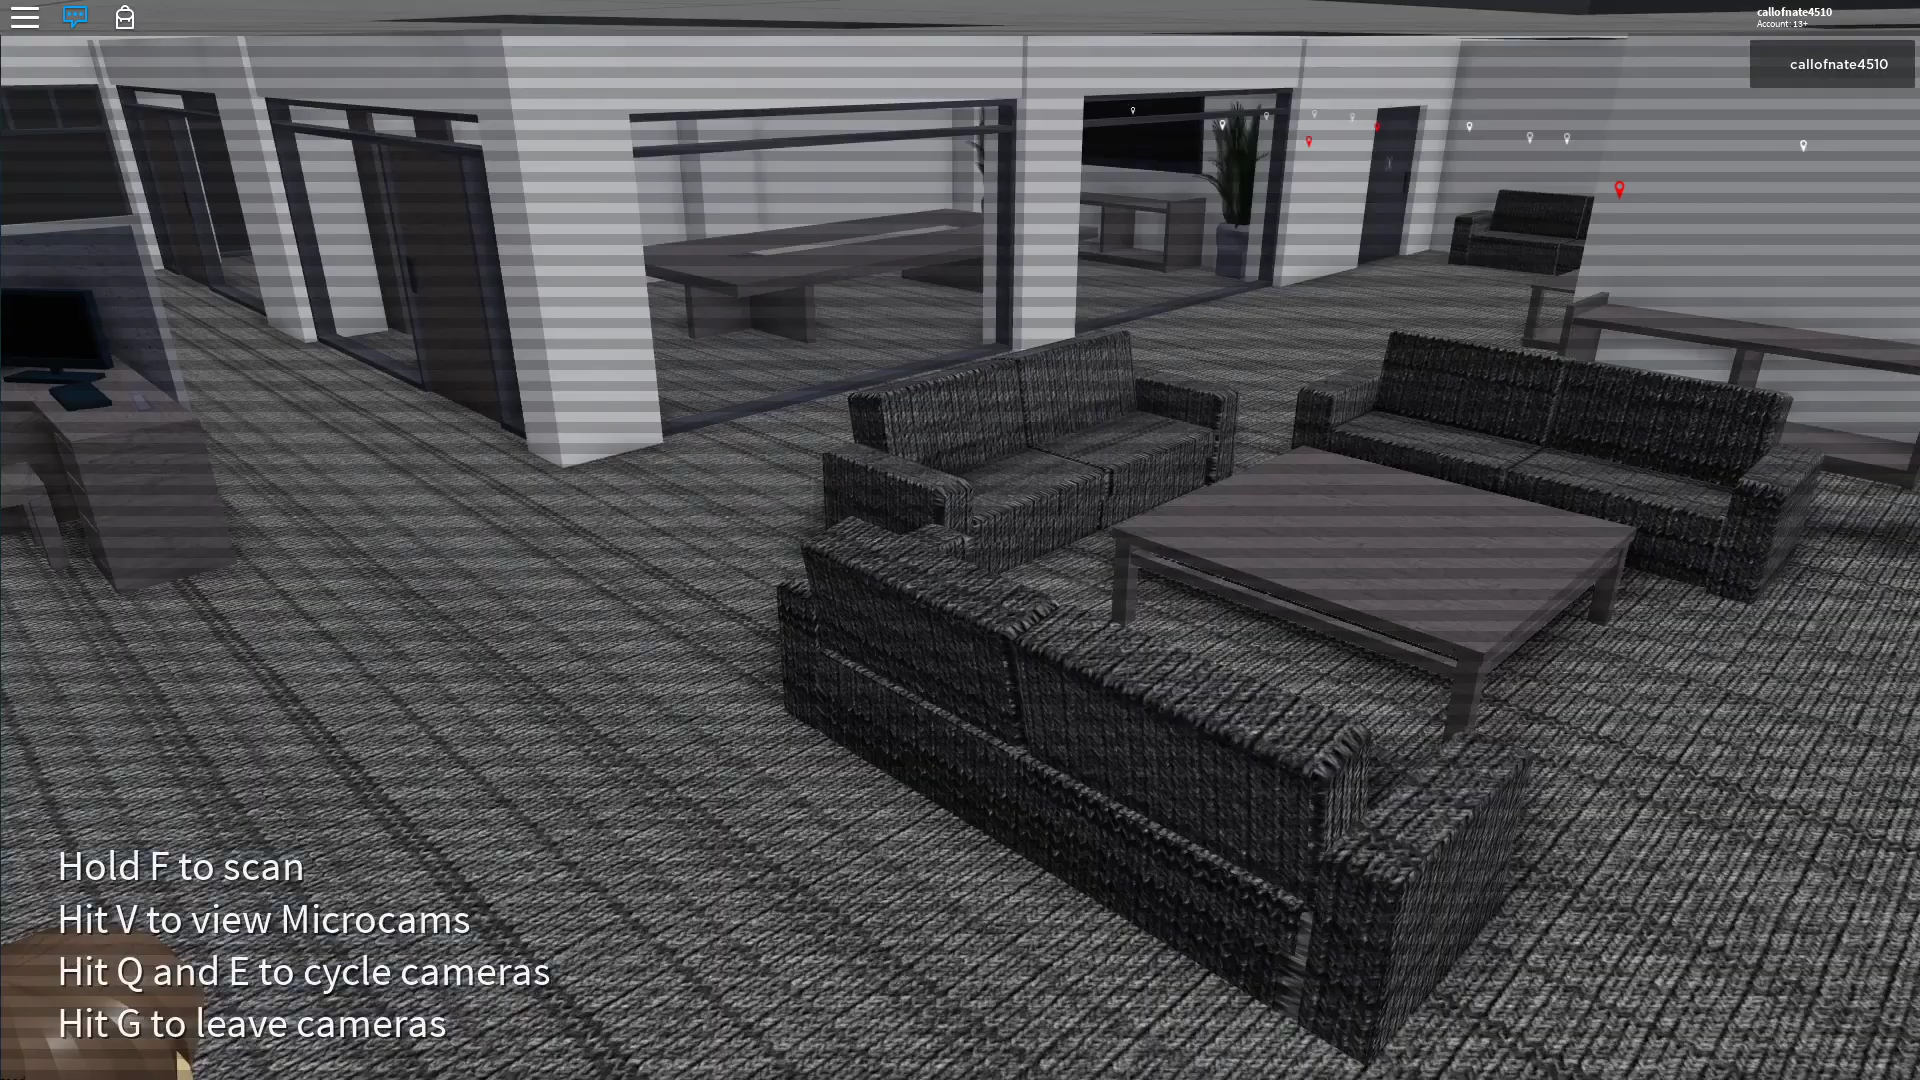 callofnate4510
Account: 13+
callofnate4510
Hold F to scan
Hit V to view Microcams
Hit Q and E to cycle cameras
Hit G to leave cameras